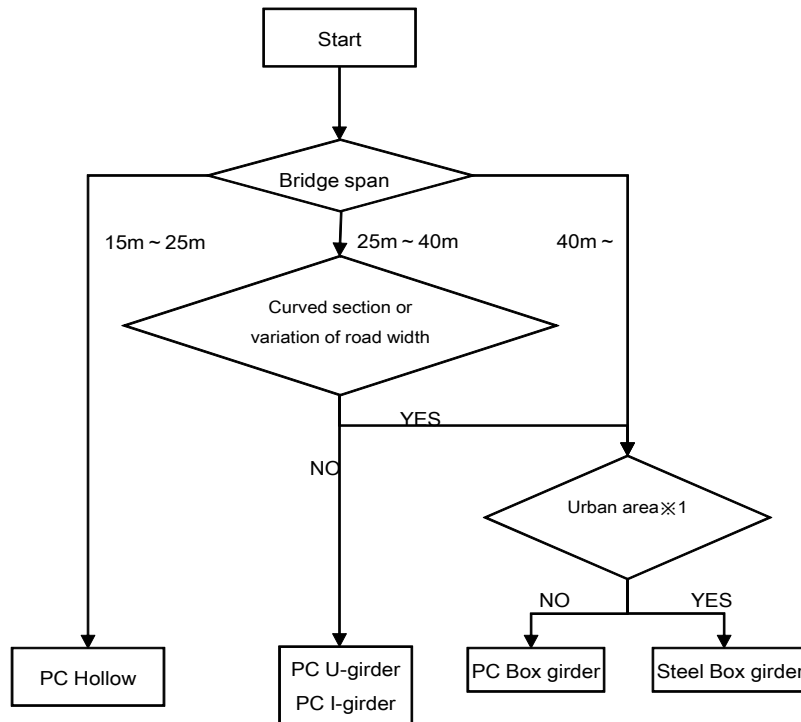 Start
Bridge span
15m ~ 25m
25m ~ 40m
40m ~
Curved section or
variation of road width
YES
NO
Urban area※1
NO
YES
PC Hollow
PC U-girder
PC I-girder
PC Box girder
Steel Box girder